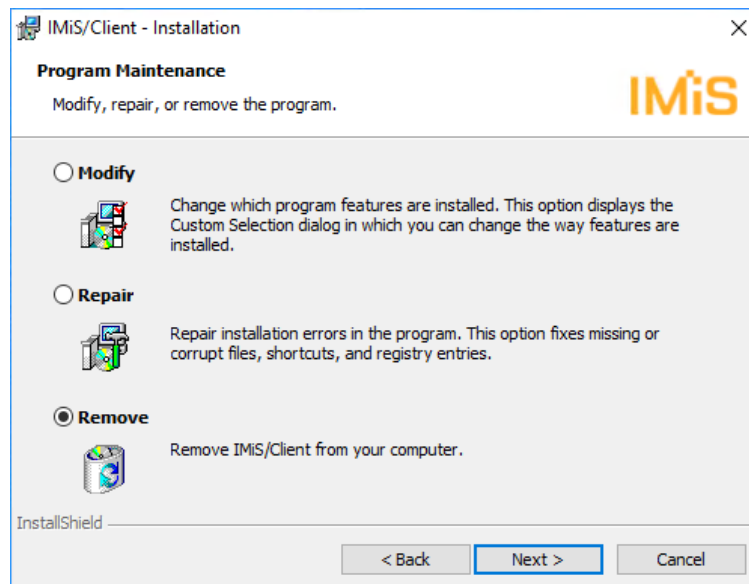 IMiS/Client - Installation
Program Maintenance
Modify, repair, or remove the program.
IMiS
Modify
Change which program features are installed. This option displays the
Custom Selection dialog in which you can change the way features are
installed.
Repair
Repair installation errors in the program. This option fixes missing or
corrupt files, shortcuts, and registry entries.
Remove
Remove IMiS/Client from your computer.
InstallShield
< Back
Next >
Cancel